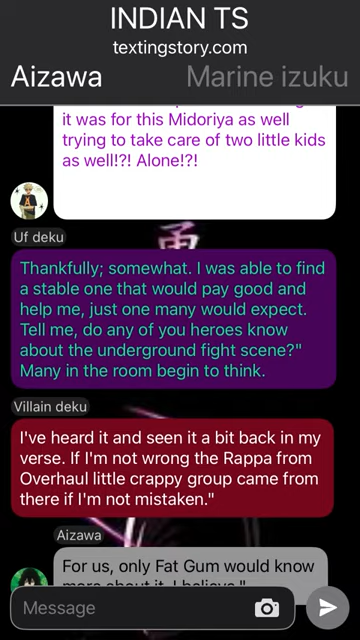 INDIAN TS
textingstory.com
Aizawa Marine izuku
it was for this Midoriya as well
trying to take care of two little kids
as well!?! Alone!?!
Uf deku
Thankfully; somewhat. I was able to find
a stable one that would pay good and
help me, just one many would expect.
Tell me, do any of you heroes know
about the underground fight scene?"
Many in the room begin to think.
Villain deku
I've heard it and seen it a bit back in my
verse. If I'm not wrong the Rappa from
Overhaul little crappy group came from
there if I'm not mistaken."
Aizawa
For us, only Fat Gum would know
more about it, I believe."
Message